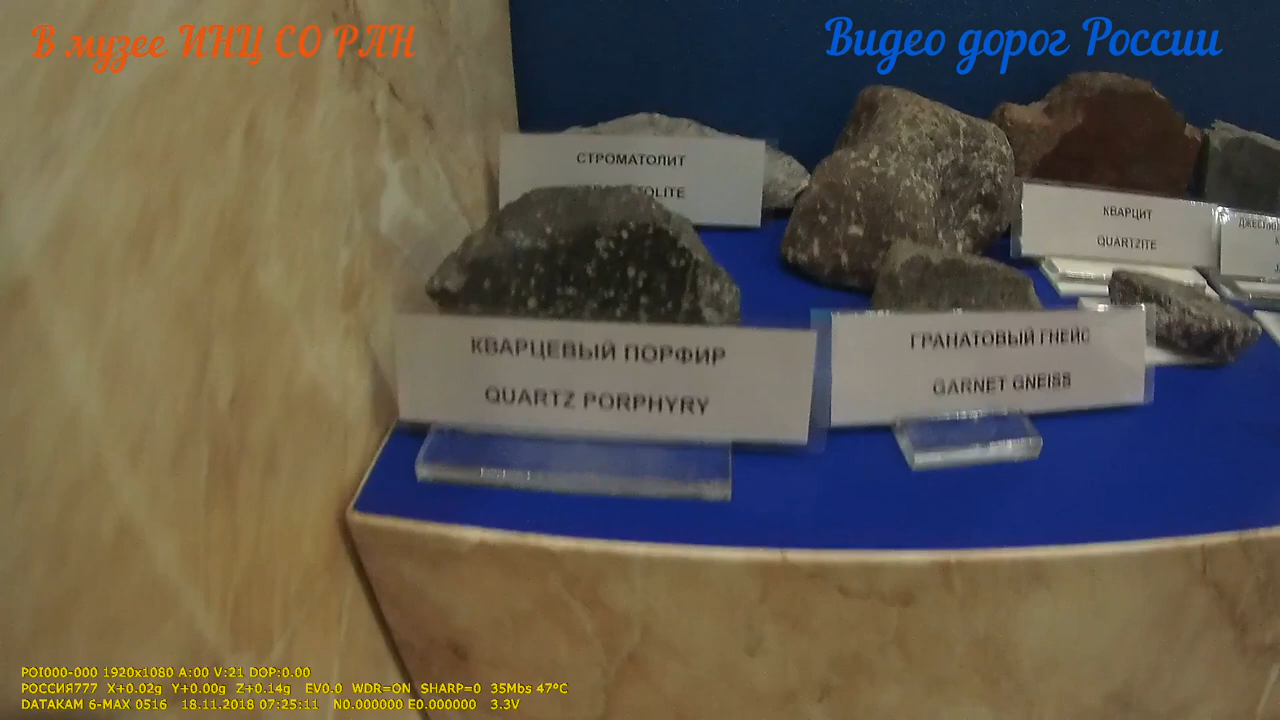 В музее ИНЦ СО РАН
Видео дорог России
СТРОМАТОЛИТ
КВАРЦИТ
QUARTZITE
КВАРЦЕВЫЙ ПОРФИР
QUARTZ PORPHYRY
ГРАНАТОВЫЙ ГНЕЙС
GARNET GNEISS
POI000-000 1920x1080 A:00 V:21 DOP:0.00
РОССИЯ777 X+0.02g Y+0.00g Z+0.14g EV0.0 WDR=ON SHARP=0 35Mbs 47ºC
DATAKAM 6-MAX 0516 18.11.2018 07:25:11 N0.000000 E0.000000 3.3V